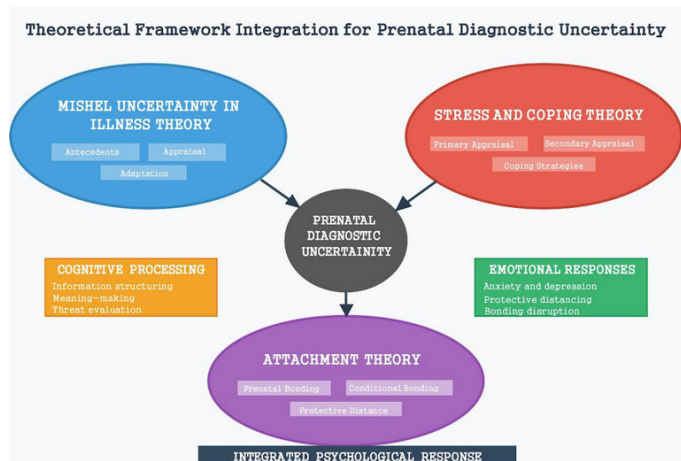 Theoretical Framework Integration for Prenatal Diagnostic Uncertainty
MISHEL UNCERTAINTY IN
ILLNESS THEORY
Antecedents
Appraisal
Adaptation
STRESS AND COPING THEORY
Primary Appraisal
Secondary Appraisal
Coping Strategies
PRENATAL
DIAGNOSTIC
UNCERTAINITY
COGNITIVE PROCESSING
Information structuring
Meaning-making
Threat evaluation
EMOTIONAL RESPONSES
Anxiety and depression
Protective distancing
Bonding disruption
ATTACHMENT THEORY
Prenatal Bonding
Conditional Bonding
Protective Distance
INTEGRATED PSYCHOLOGICAL RESPONSE